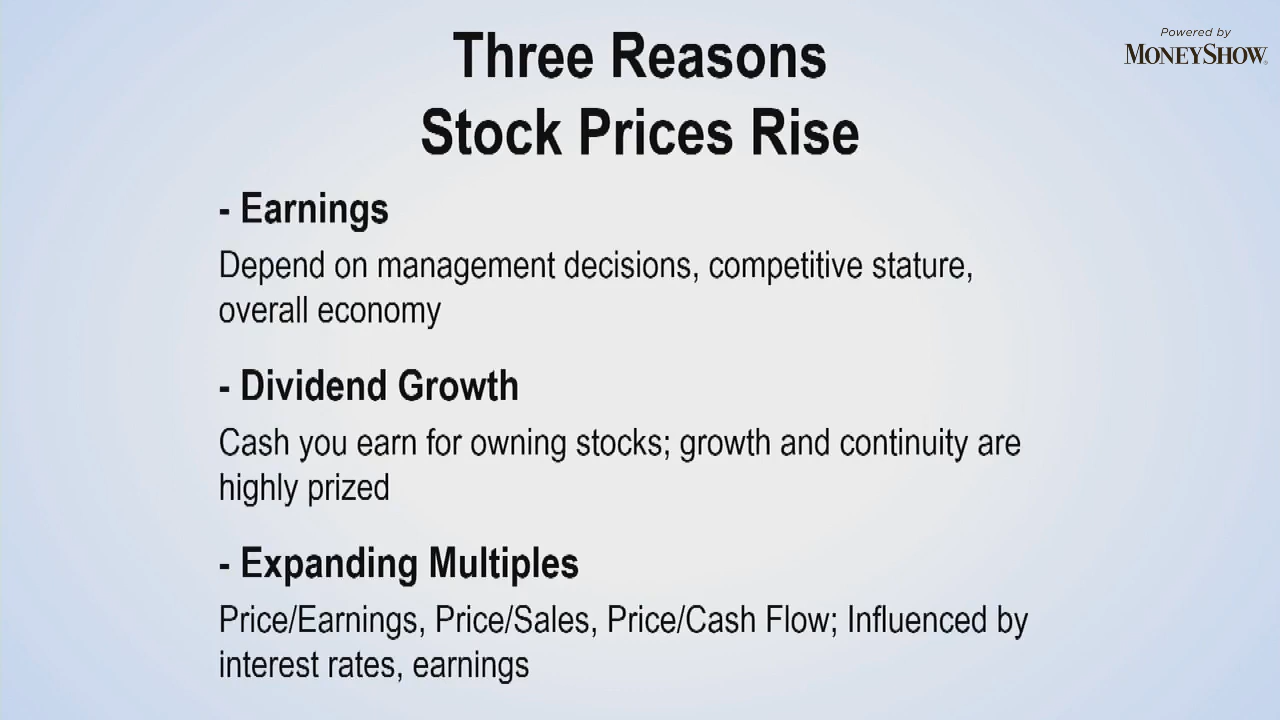 Powered by
MONEYSHOW
Three Reasons
Stock Prices Rise
- Earnings
Depend on management decisions, competitive stature,
overall economy
- Dividend Growth
Cash you earn for owning stocks; growth and continuity are
highly prized
- Expanding Multiples
Price/Earnings, Price/Sales, Price/Cash Flow; Influenced by
interest rates, earnings